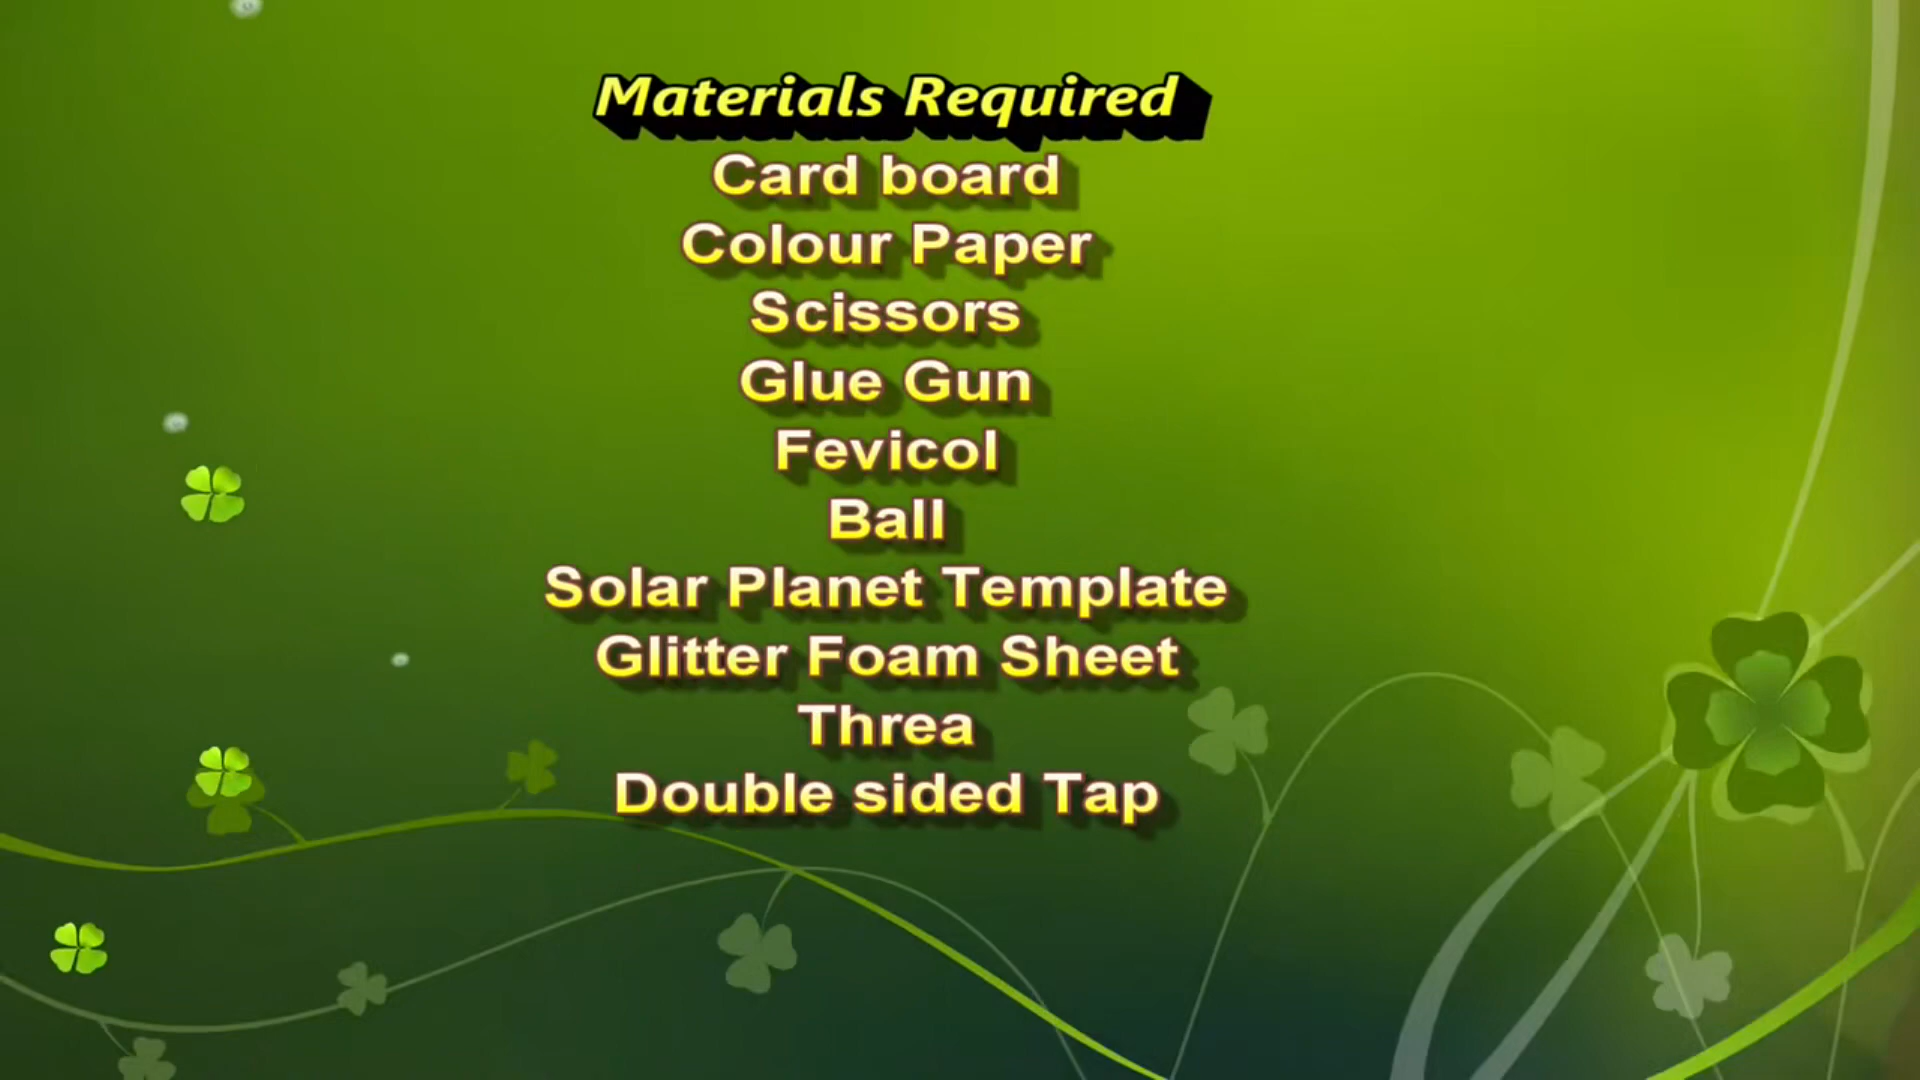 Materials Required
Card board
Colour Paper
Scissors
Glue Gun
Fevicol
Ball
Solar Planet Template
Glitter Foam Sheet
Threa
Double sided Tap